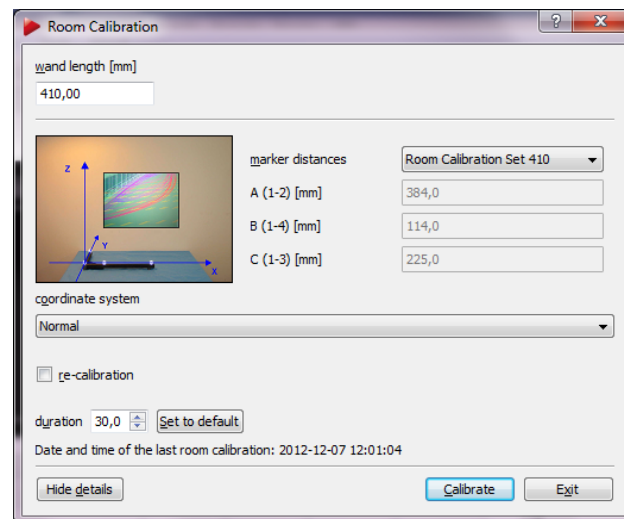 Room Calibration
wand length [mm]
410,00
Z
Y
X
marker distances Room Calibration Set 410
A (1-2) [mm] 384,0
B (1-4) [mm] 114,0
C (1-3) [mm] 225,0
coordinate system
Normal
re-calibration
duration 30,0 Set to default
Date and time of the last room calibration: 2012-12-07 12:01:04
Hide details Calibrate Exit